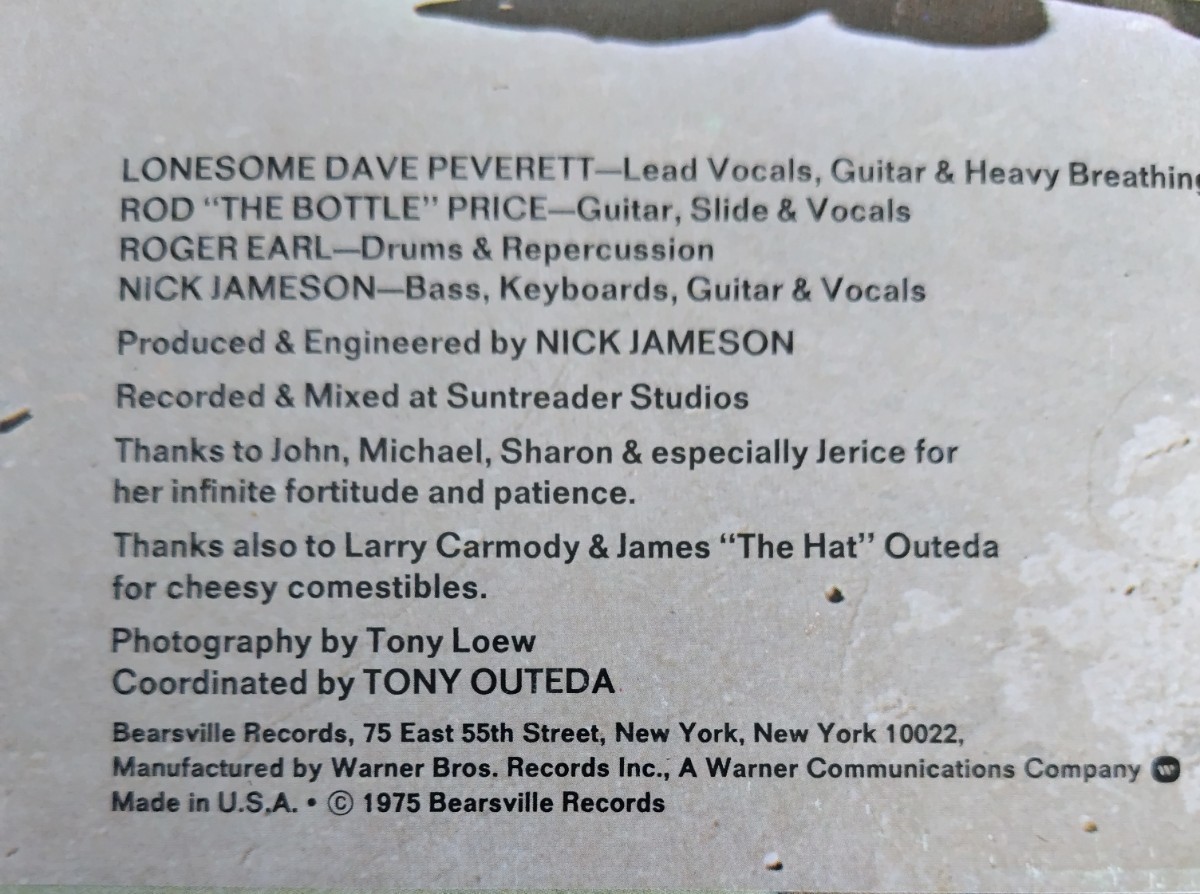 LONESOME DAVE PEVERETT—Lead Vocals, Guitar & Heavy Breathing
ROD “THE BOTTLE” PRICE—Guitar, Slide & Vocals
ROGER EARL—Drums & Repercussion
NICK JAMESON—Bass, Keyboards, Guitar & Vocals
Produced & Engineered by NICK JAMESON
Recorded & Mixed at Suntreader Studios
Thanks to John, Michael, Sharon & especially Jerice for
her infinite fortitude and patience.
Thanks also to Larry Carmody & James “The Hat” Outeda
for cheesy comestibles.
Photography by Tony Loew
Coordinated by TONY OUTEDA
Bearsville Records, 75 East 55th Street, New York, New York 10022,
Manufactured by Warner Bros. Records Inc., A Warner Communications Company
Made in U.S.A. • © 1975 Bearsville Records